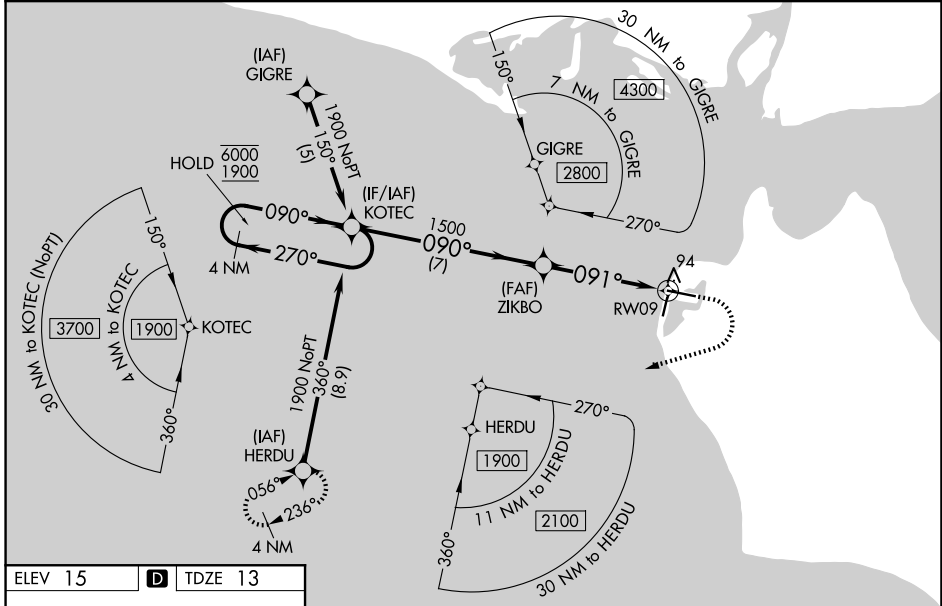 (IAF)
GIGRE
1900 NoPT
150°
(5)
HOLD
6000
1900
(IF/IAF)
KOTEC
090°
270°
4 NM
1500
090°
(7)
(FAF)
ZIKBO
091°
94
RW09
30 NM to GIGRE
4300
150°
7 NM to GIGRE
GIGRE
2800
270°
30 NM to KOTEC (NoPT)
3700
4 NM to KOTEC
1900
150°
KOTEC
360°
1900 NoPT
360°
(8.9)
(IAF)
HERDU
056°
236°
4 NM
270°
HERDU
1900
11 NM to HERDU
2100
360°
30 NM to HERDU
ELEV 15
D
TDZE 13